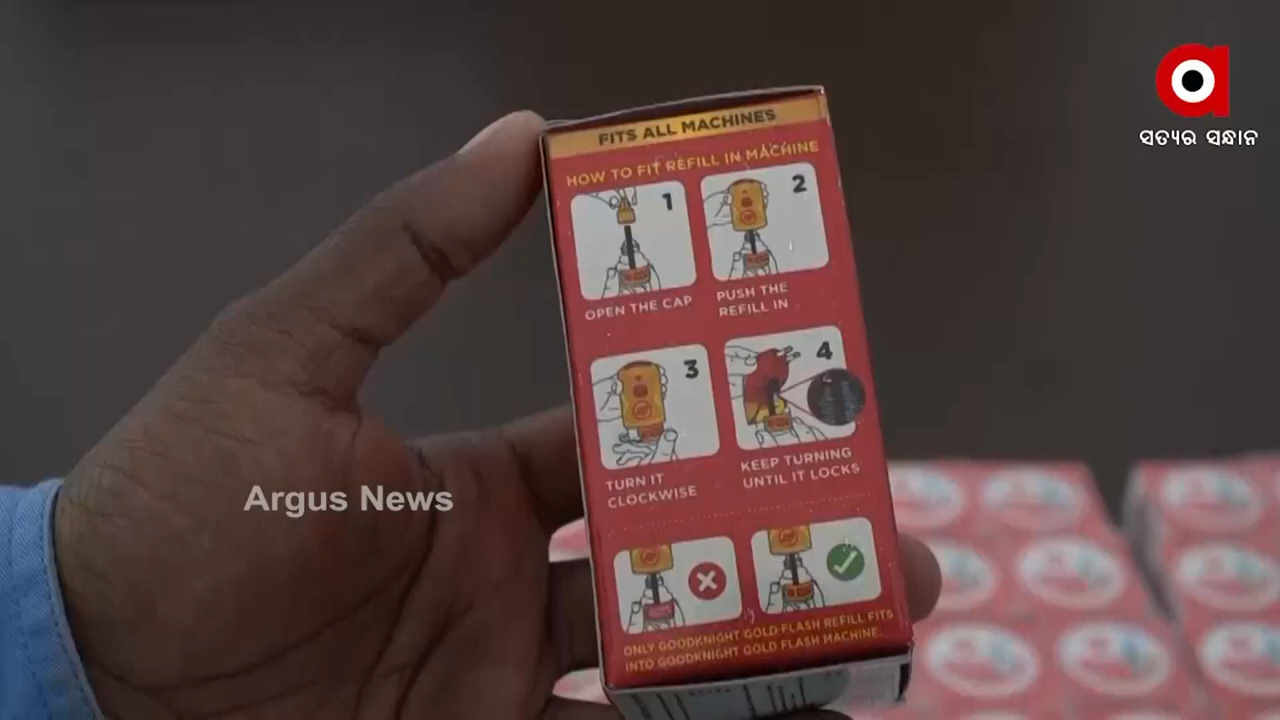 ସତ୍ୟର ସନ୍ଧାନ
FITS ALL MACHINES
HOW TO FIT REFILL IN MACHINE
1
2
OPEN THE CAP
PUSH THE
REFILL IN
3
4
TURN IT
CLOCKWISE
KEEP TURNING
UNTIL IT LOCKS
ONLY GOODKNIGHT GOLD FLASH REFILL FITS
INTO GOODKNIGHT GOLD FLASH MACHINE.
Argus News